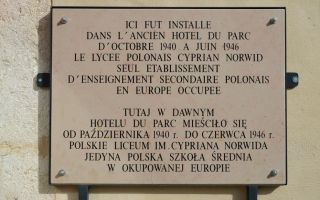 ICI FUT INSTALLE
DANS L'ANCIEN HOTEL DU PARC
D'OCTOBRE 1940 A JUIN 1946
LE LYCEE POLONAIS CYPRIAN NORWID
SEUL ETABLISSEMENT
D'ENSEIGNEMENT SECONDAIRE POLONAIS
EN EUROPE OCCUPEE
TUTAJ W DAWNYM
HOTELU DU PARC MIEŚCIŁO SIĘ
OD PAŹDZIERNIKA 1940 r. DO CZERWCA 1946 r.
POLSKIE LICEUM IM. CYPRIANA NORWIDA
JEDYNA POLSKA SZKOŁA ŚREDNIA
W OKUPOWANEJ EUROPIE